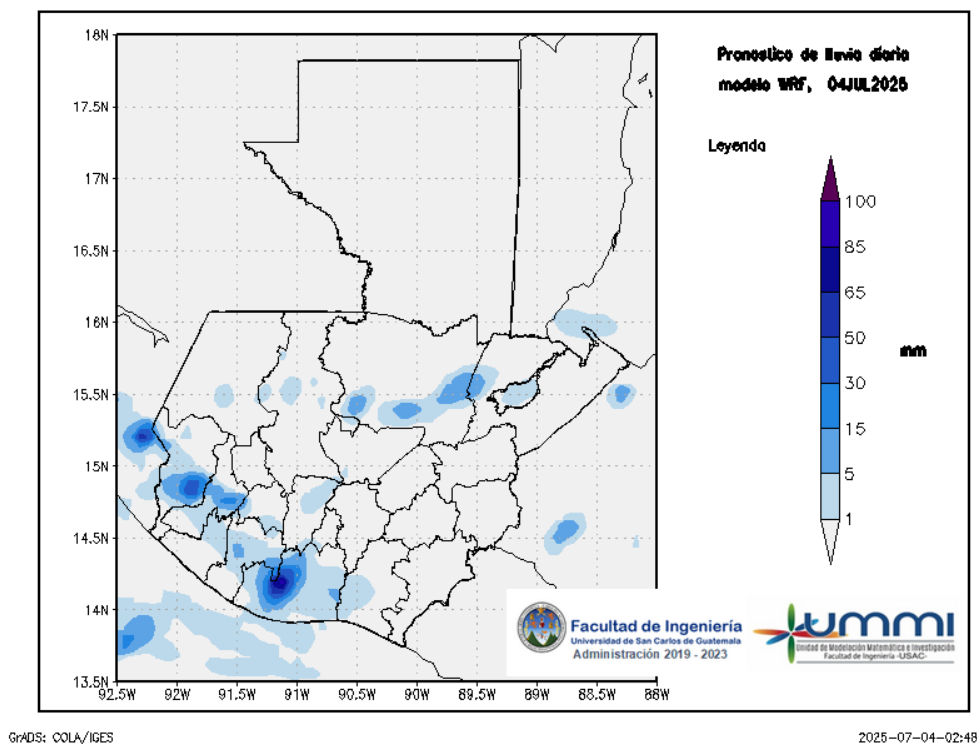 Pronostico de lluvia diaria
modelo WRF, 04JUL2025
Leyenda
100
85
65
50
30
15
5
1
mm
18N
17.5N
17N
16.5N
16N
15.5N
15N
14.5N
14N
13.5N
92.5W 92W 91.5W 91W 90.5W 90W 89.5W 89W 88.5W 88W
Facultad de Ingeniería
Universidad de San Carlos de Guatemala
Administración 2019 - 2023
UMMI
Unidad de Modelación Matemática e Investigación
Facultad de Ingeniería -USAC-
GrADS: COLA/IGES
2025-07-04-02:48